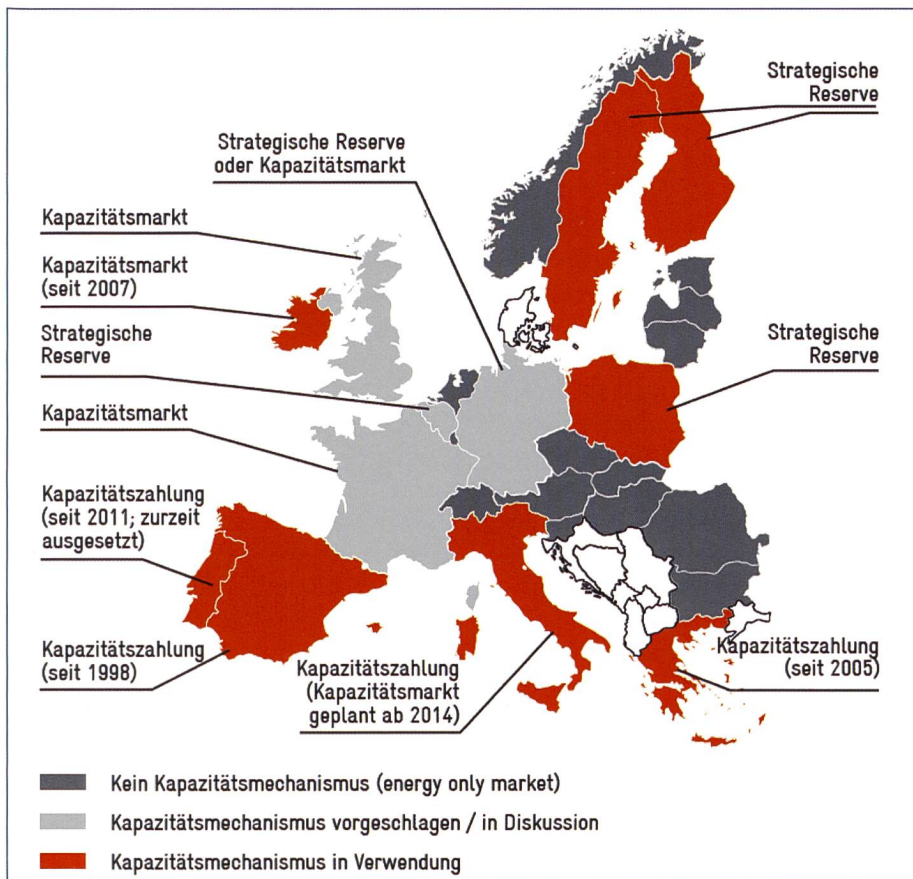 Strategische
Reserve
Strategische Reserve
oder Kapazitätsmarkt
Kapazitätsmarkt
Kapazitätsmarkt
(seit 2007)
Strategische
Reserve
Strategische
Reserve
Kapazitätsmarkt
Kapazitätszahlung
(seit 2011; zurzeit
ausgesetzt)
Kapazitätszahlung
(seit 1998)
Kapazitätszahlung
(Kapazitätsmarkt
geplant ab 2014)
Kapazitätszahlung
(seit 2005)
Kein Kapazitätsmechanismus (energy only market)
Kapazitätsmechanismus vorgeschlagen / in Diskussion
Kapazitätsmechanismus in Verwendung